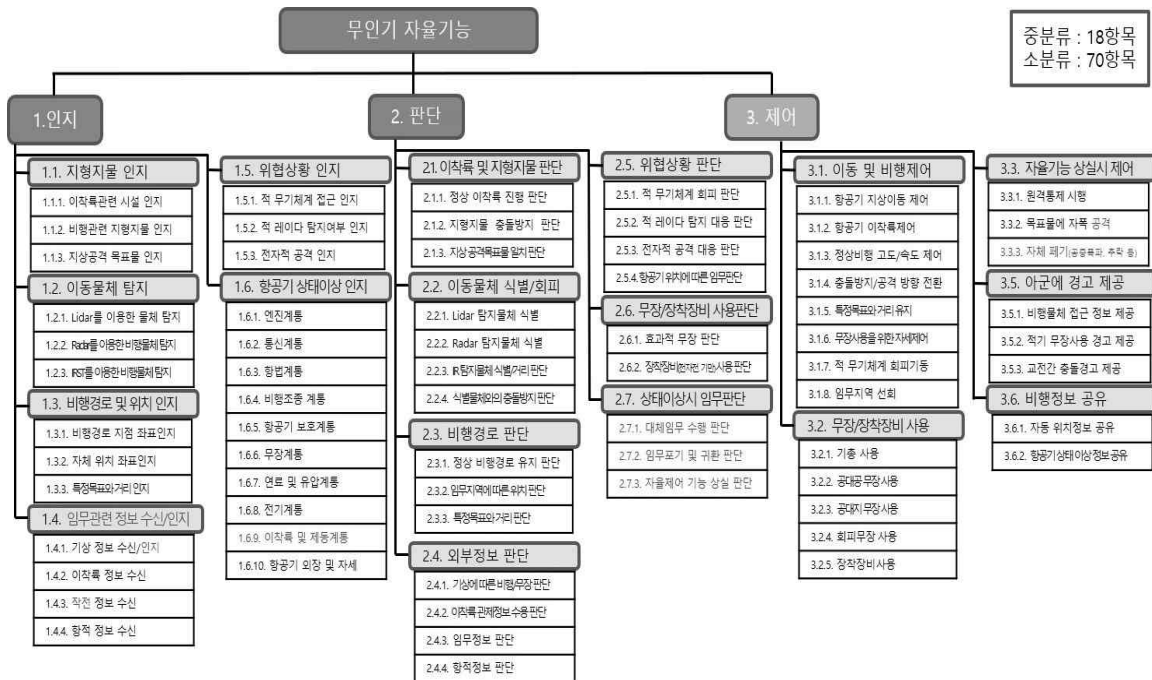 무인기 자율기능
중분류 : 18항목
소분류 : 70항목
1.인지
1.1. 지형지물 인지
1.1.1. 이착륙관련 시설 인지
1.1.2. 비행관련 지형지물 인지
1.1.3. 지상공격 목표물 인지
1.2. 이동물체 탐지
1.2.1. Lidar를 이용한 물체 탐지
1.2.2. Radar를 이용한 비행물체 탐지
1.2.3. IRST를 이용한 비행물체 탐지
1.3. 비행경로 및 위치 인지
1.3.1. 비행경로 지점 좌표인지
1.3.2. 자체 위치 좌표인지
1.3.3. 특정목표와 거리 인지
1.4. 임무관련 정보 수신/인지
1.4.1. 기상 정보 수신/인지
1.4.2. 이착륙 정보 수신
1.4.3. 작전 정보 수신
1.4.4. 항적 정보 수신
1.5. 위협상황 인지
1.5.1. 적 무기체계 접근 인지
1.5.2. 적 레이다 탐지여부 인지
1.5.3. 전자적 공격 인지
1.6. 항공기 상태이상 인지
1.6.1. 엔진계통
1.6.2. 통신계통
1.6.3. 항법계통
1.6.4. 비행조종 계통
1.6.5. 항공기 보호계통
1.6.6. 무장계통
1.6.7. 연료 및 유압계통
1.6.8. 전기계통
1.6.9. 이착륙 및 제동계통
1.6.10. 항공기 외장 및 자세
2. 판단
2.1. 이착륙 및 지형지물 판단
2.1.1. 정상 이착륙 진행 판단
2.1.2. 지형지물 충돌방지 판단
2.1.3. 지상공격목표물 일치 판단
2.2. 이동물체 식별/회피
2.2.1. Lidar 탐지물체 식별
2.2.2. Radar 탐지물체 식별
2.2.3. IR탐지물체 식별/거리 판단
2.2.4. 식별물체와의 충돌방지 판단
2.3. 비행경로 판단
2.3.1. 정상 비행경로 유지 판단
2.3.2. 임무지역에 따른 위치 판단
2.3.3. 특정목표와 거리 판단
2.4. 외부정보 판단
2.4.1. 기상에 따른 비행/무장 판단
2.4.2. 이착륙 관제정보 수용 판단
2.4.3. 임무정보 판단
2.4.4. 항적정보 판단
2.5. 위협상황 판단
2.5.1. 적 무기체계 회피 판단
2.5.2. 적 레이다 탐지 대응 판단
2.5.3. 전자적 공격 대응 판단
2.5.4. 항공기 위치에 따른 임무판단
2.6. 무장/장착장비 사용판단
2.6.1. 효과적 무장 판단
2.6.2. 장착장비(전자전 기만)사용 판단
2.7. 상태이상시 임무판단
2.7.1. 대체임무 수행 판단
2.7.2. 임무포기 및 귀환 판단
2.7.3. 자율제어 기능 상실 판단
3. 제어
3.1. 이동 및 비행제어
3.1.1. 항공기 지상이동 제어
3.1.2. 항공기 이착륙제어
3.1.3. 정상비행 고도/속도 제어
3.1.4. 충돌방지/공격 방향 전환
3.1.5. 특정목표와 거리 유지
3.1.6. 무장사용을 위한 자세제어
3.1.7. 적 무기체계 회피기동
3.1.8. 임무지역 선회
3.2. 무장/장착장비 사용
3.2.1. 기총 사용
3.2.2. 공대공 무장 사용
3.2.3. 공대지 무장 사용
3.2.4. 회피무장 사용
3.2.5. 장착장비 사용
3.3. 자율기능 상실시 제어
3.3.1. 원격통제 시행
3.3.2. 목표물에 자폭 공격
3.3.3. 자체 폐기(공중폭파, 추락 등)
3.5. 아군에 경고 제공
3.5.1. 비행물체 접근 정보 제공
3.5.2. 적기 무장사용 경고 제공
3.5.3. 교전간 충돌경고 제공
3.6. 비행정보 공유
3.6.1. 자동 위치정보 공유
3.6.2. 항공기 상태 이상 정보 공유